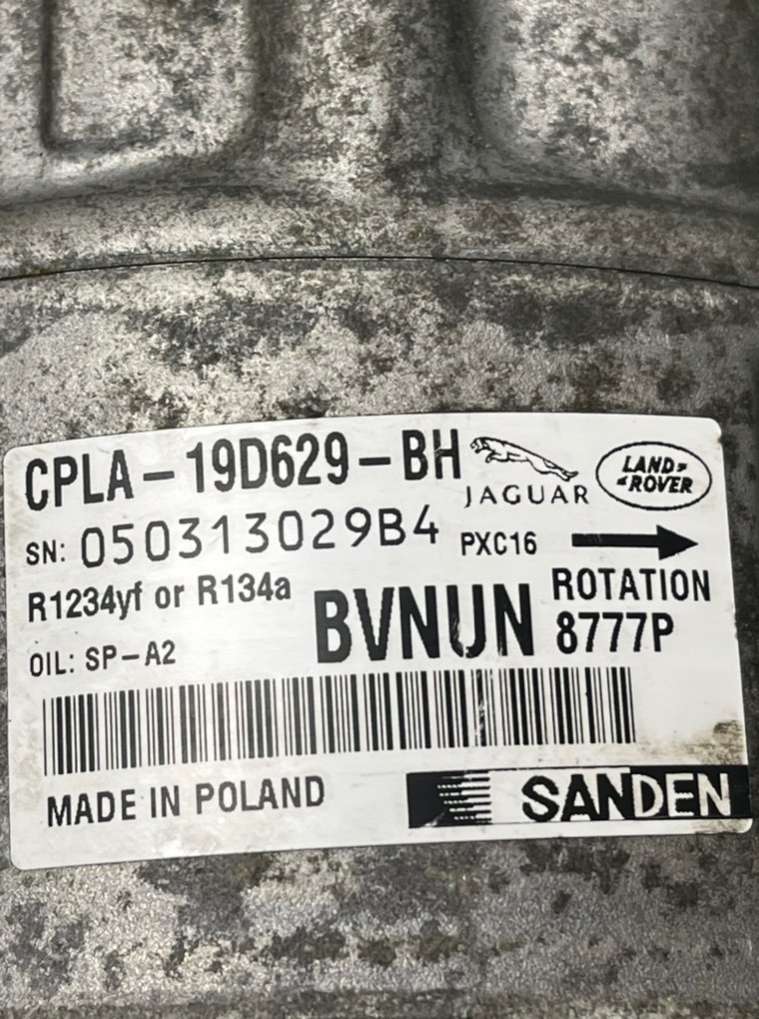 CPLA-19D629-BH
JAGUAR
LAND
ROVER
SN: 050313029B4 PXC16
R1234yf or R134a
ROTATION
BVNUN 8777P
OIL: SP-A2
MADE IN POLAND
SANDEN